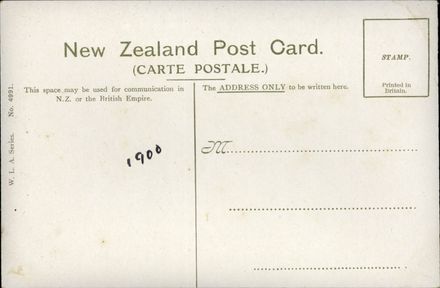 New Zealand Post Card.
(CARTE POSTALE.)
STAMP.
Printed in
Britain.
This space may be used for communication in
N.Z. or the British Empire.
The ADDRESS ONLY to be written here.
W. L. A. Series. No. 4991.
1900
M